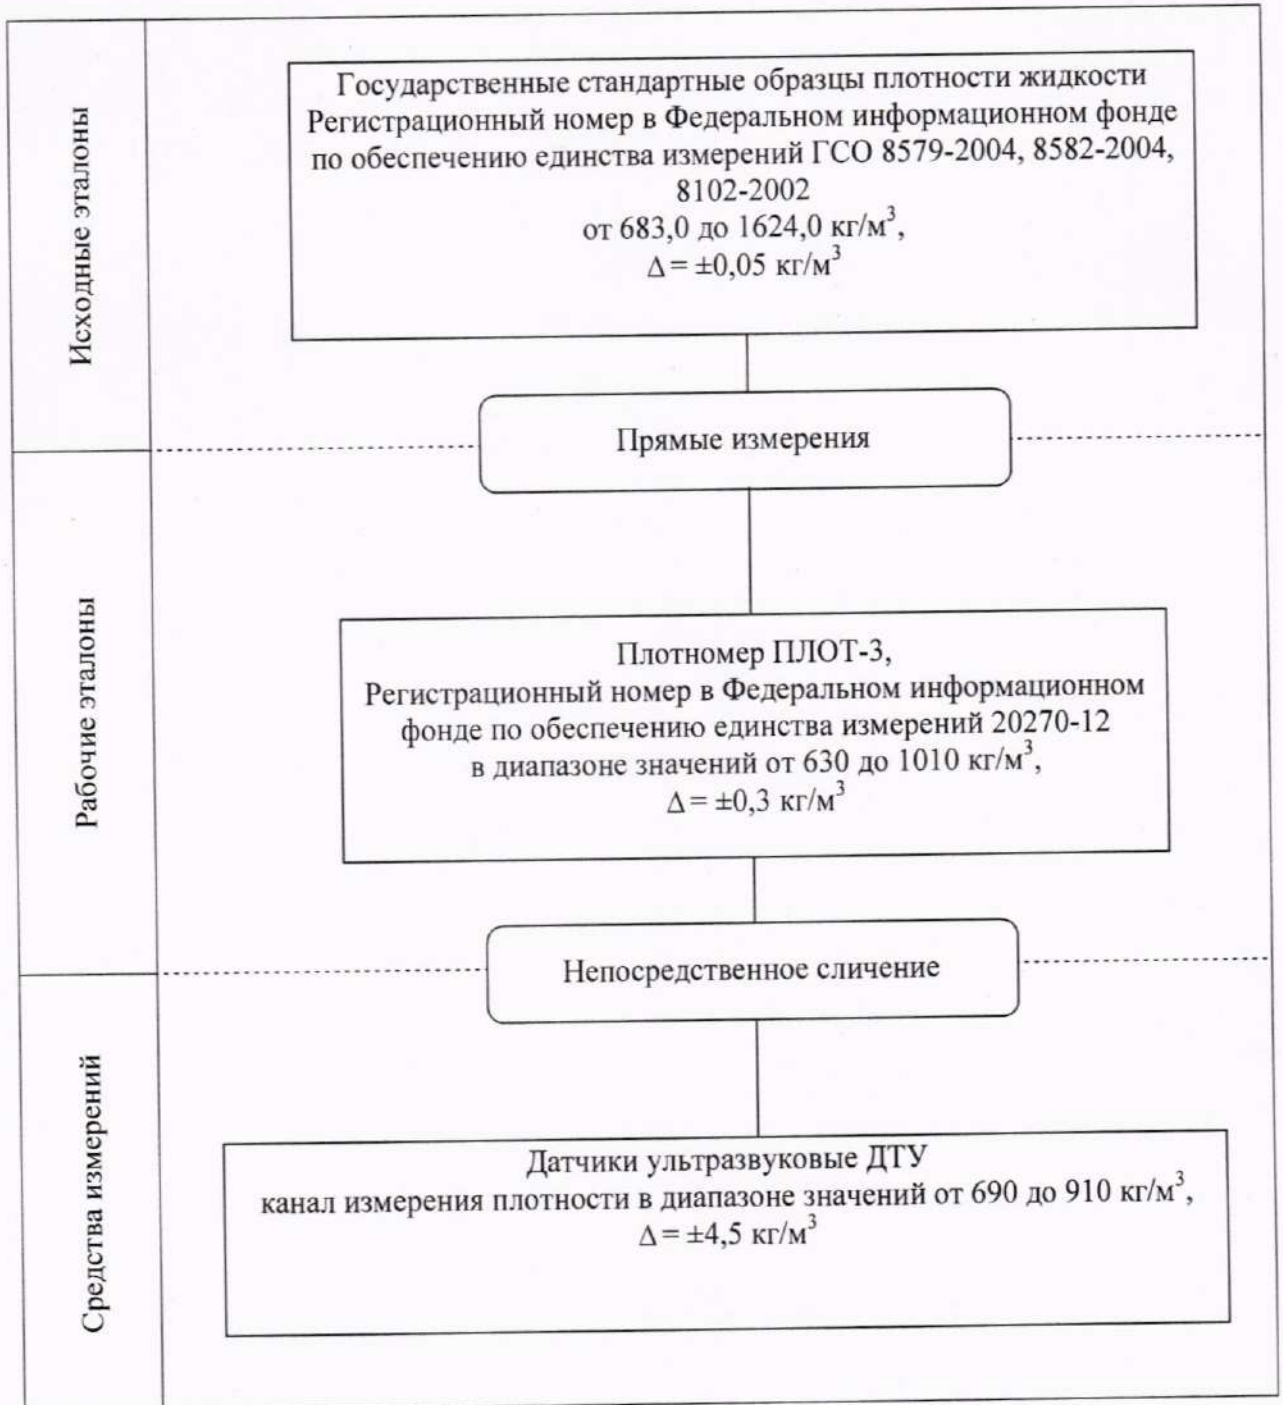 Исходные эталоны
Государственные стандартные образцы плотности жидкости
Регистрационный номер в Федеральном информационном фонде
по обеспечению единства измерений ГСО 8579-2004, 8582-2004,
8102-2002
от 683,0 до 1624,0 кг/м³,
Δ = ±0,05 кг/м³
Прямые измерения
Рабочие эталоны
Плотномер ПЛОТ-3,
Регистрационный номер в Федеральном информационном
фонде по обеспечению единства измерений 20270-12
в диапазоне значений от 630 до 1010 кг/м³,
Δ = ±0,3 кг/м³
Непосредственное сличение
Средства измерений
Датчики ультразвуковые ДТУ
канал измерения плотности в диапазоне значений от 690 до 910 кг/м³,
Δ = ±4,5 кг/м³